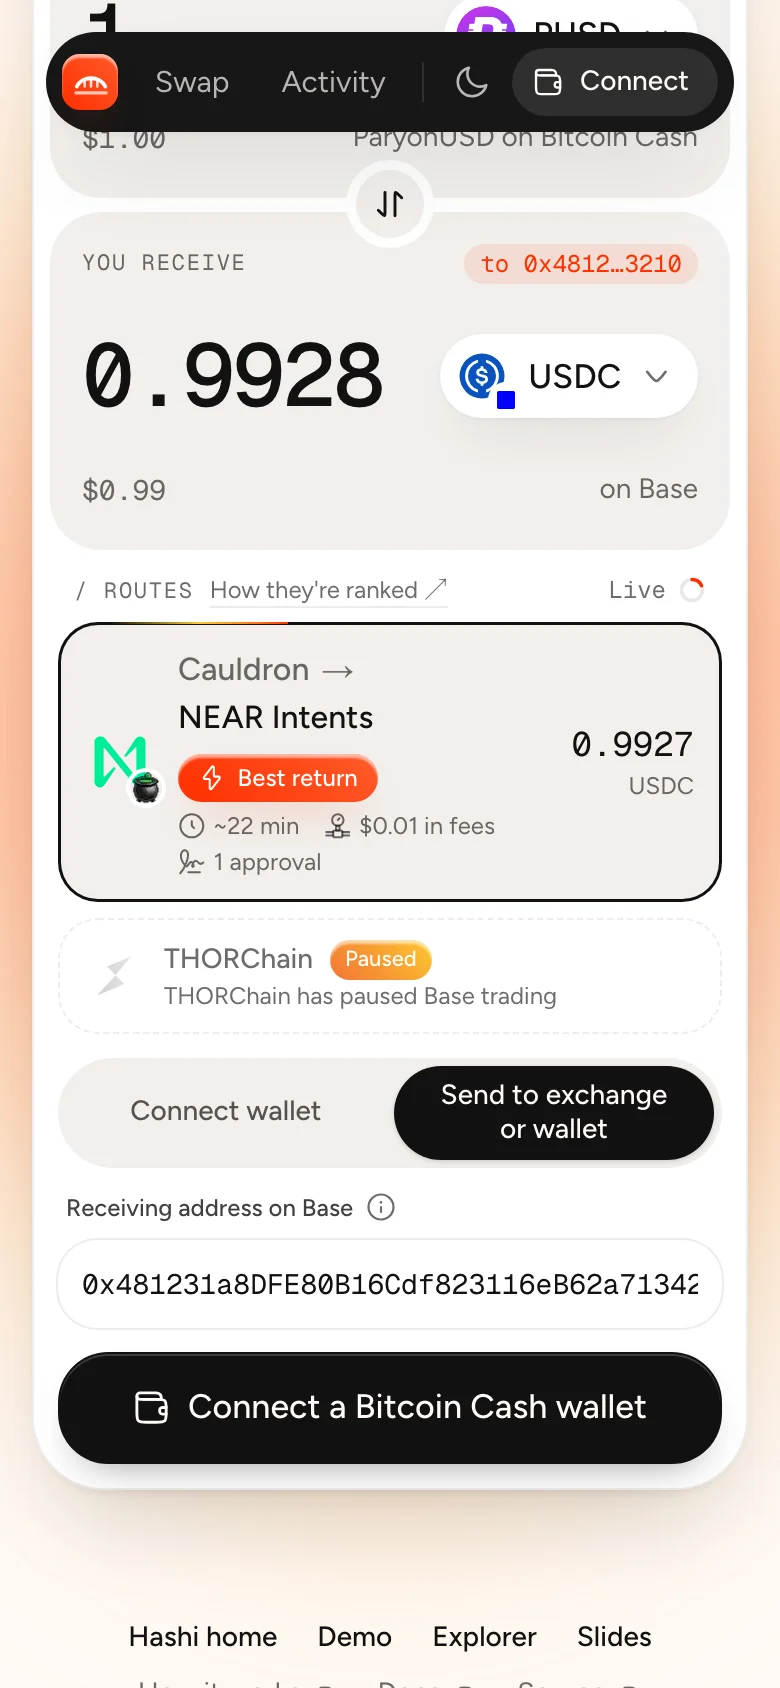 1
PUSD
Swap
Activity
Connect
$1.00
ParyonUSD on Bitcoin Cash
YOU RECEIVE
to 0x4812…3210
0.9928
USDC
$0.99
on Base
/ ROUTES How they're ranked ↗
Live
Cauldron →
NEAR Intents
0.9927
Best return
USDC
~22 min $0.01 in fees
1 approval
THORChain Paused
THORChain has paused Base trading
Connect wallet
Send to exchange
or wallet
Receiving address on Base
0x481231a8DFE80B16Cdf823116eB62a71342
Connect a Bitcoin Cash wallet
Hashi home Demo Explorer Slides